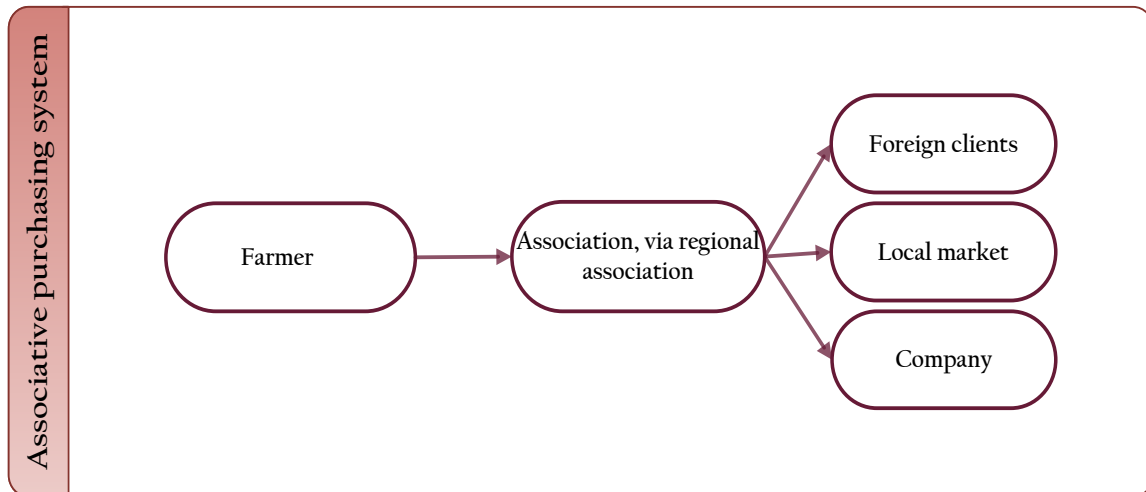 Associative purchasing system
Farmer
Association, via regional
association
Foreign clients
Local market
Company